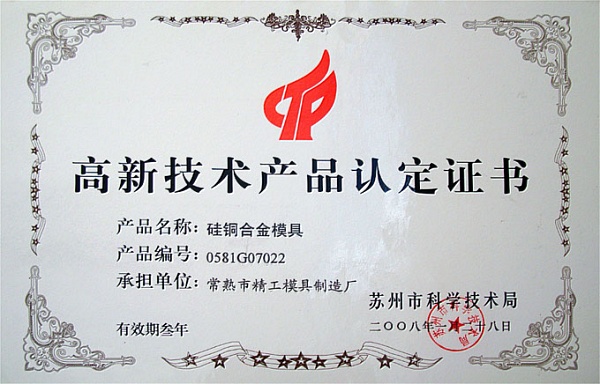 高新技术产品认定证书
产品名称：硅铜合金模具
产品编号：0581G07022
承担单位：常熟市精工模具制造厂
苏州市科学技术局
有效期叁年